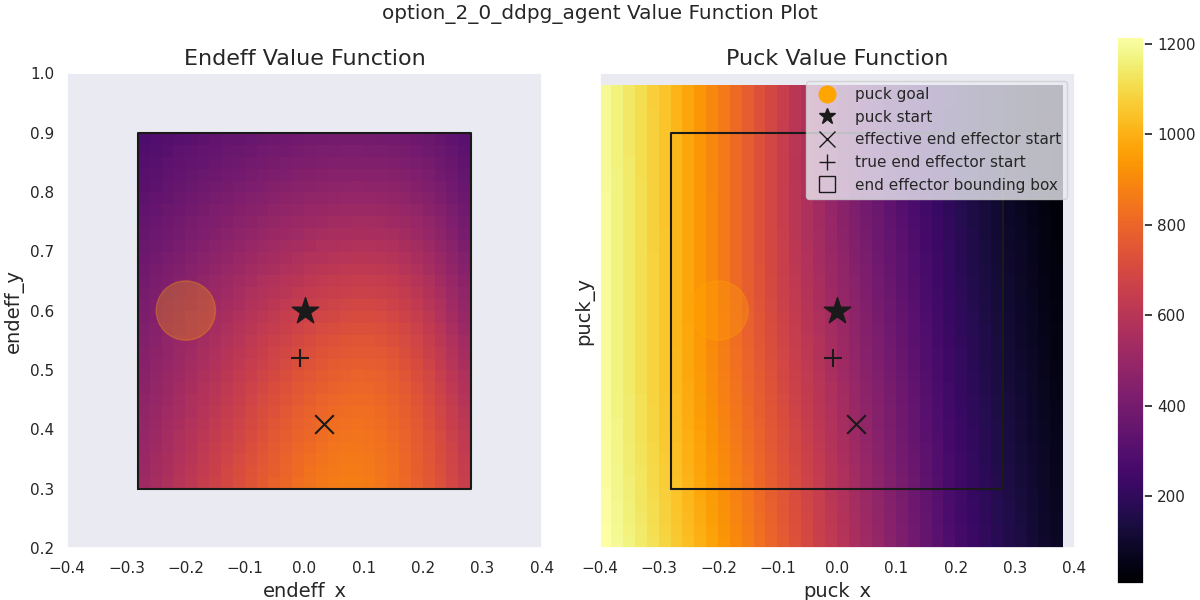 option_2_0_ddpg_agent Value Function Plot
Endeff Value Function
endeff_y
1.0
0.9
0.8
0.7
0.6
0.5
0.4
0.3
0.2
−0.4 −0.3 −0.2 −0.1 0.0 0.1 0.2 0.3 0.4
endeff_x
Puck Value Function
puck goal
puck start
effective end effector start
true end effector start
end effector bounding box
puck_y
−0.4 −0.3 −0.2 −0.1 0.0 0.1 0.2 0.3 0.4
puck_x
1200
1000
800
600
400
200